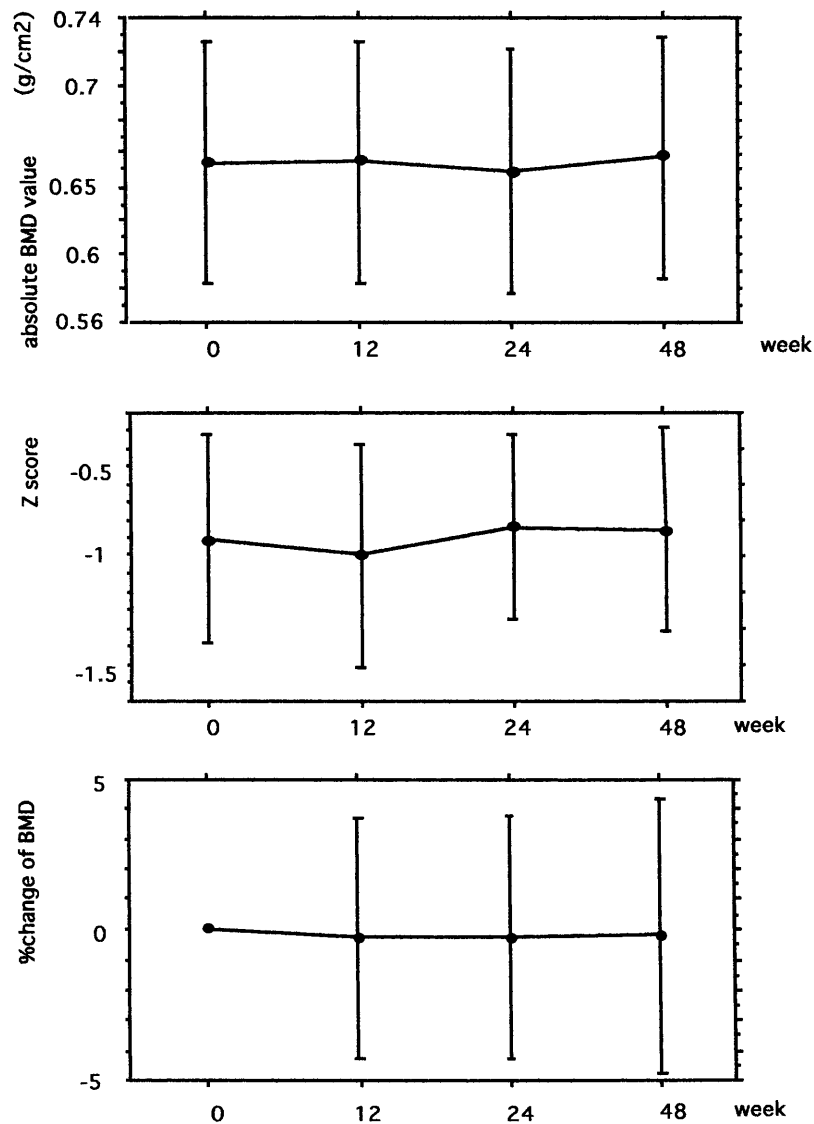 absolute BMD value (g/cm2)
0.74
0.7
0.65
0.6
0.56
0 12 24 48 week
Z score
-0.5
-1
-1.5
0 12 24 48 week
%change of BMD
5
0
-5
0 12 24 48 week